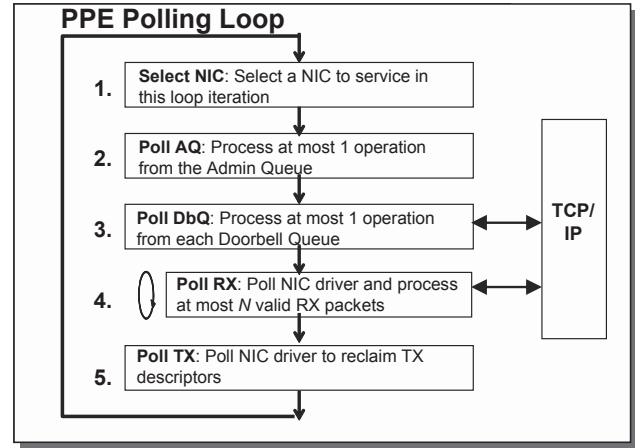 PPE Polling Loop
1.
Select NIC: Select a NIC to service in
this loop iteration
2.
Poll AQ: Process at most 1 operation
from the Admin Queue
3.
Poll DbQ: Process at most 1 operation
from each Doorbell Queue
TCP/
IP
4.
Poll RX: Poll NIC driver and process
at most N valid RX packets
5.
Poll TX: Poll NIC driver to reclaim TX
descriptors